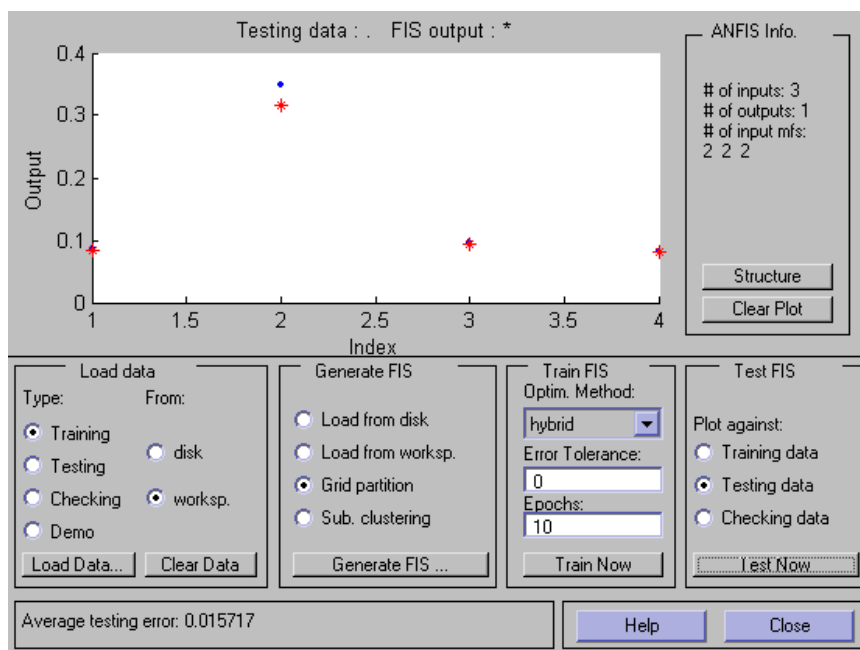 Testing data : .   FIS output : *
Output
0.4
0.3
0.2
0.1
0
1
1.5
2
2.5
3
3.5
4
Index
ANFIS Info.
# of inputs: 3
# of outputs: 1
# of input mfs:
2 2 2
Structure
Clear Plot
Load data
Type:
From:
Training
Testing
Checking
Demo
disk
worksp.
Load Data...
Clear Data
Generate FIS
Load from disk
Load from worksp.
Grid partition
Sub. clustering
Generate FIS ...
Train FIS
Optim. Method:
hybrid
Error Tolerance:
0
Epochs:
10
Train Now
Test FIS
Plot against:
Training data
Testing data
Checking data
Test Now
Average testing error: 0.015717
Help
Close